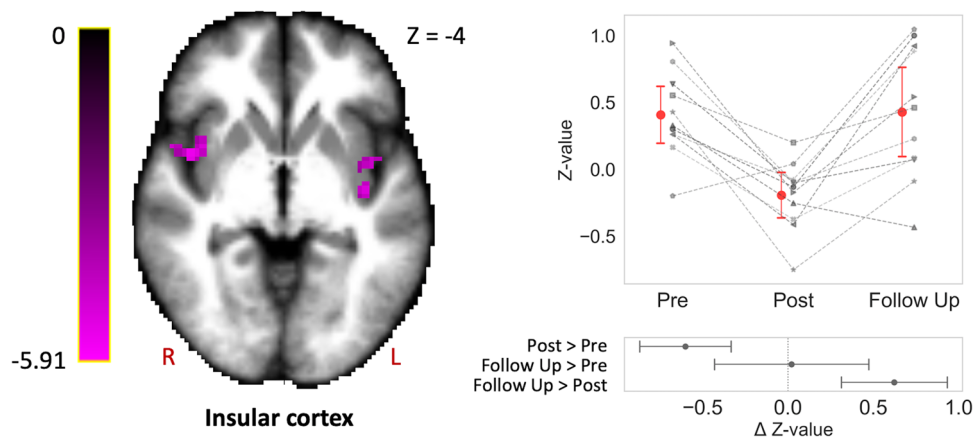 0
Z = -4
-5.91
R
L
Insular cortex
1.0
0.5
0.0
−0.5
Z-value
Pre
Post
Follow Up
Post > Pre
Follow Up > Pre
Follow Up > Post
−0.5
0.0
0.5
1.0
Δ Z-value